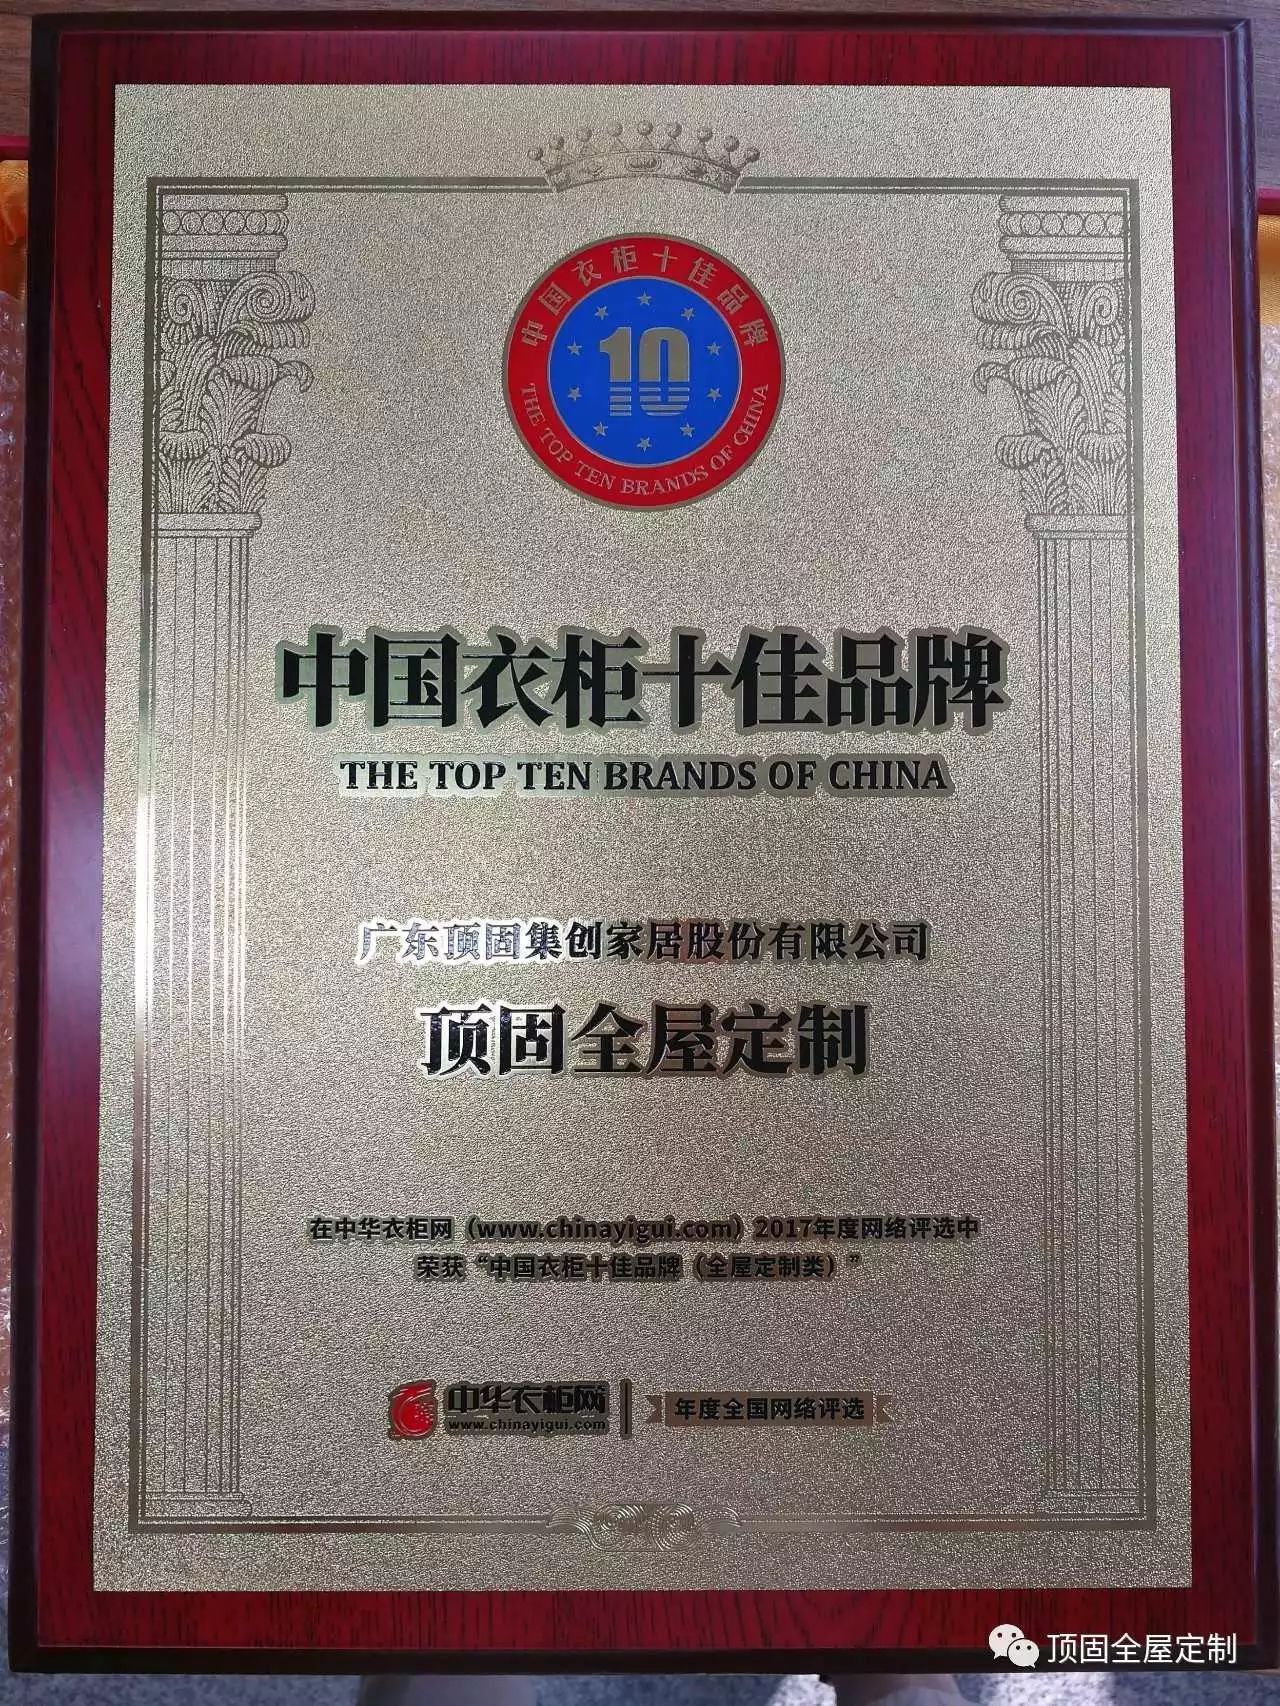 中国衣柜十佳品牌
10
THE TOP TEN BRANDS OF CHINA
中国衣柜十佳品牌
THE TOP TEN BRANDS OF CHINA
广东顶固集创家居股份有限公司
顶固全屋定制
在中华衣柜网（www.chinayigui.com）2017年度网络评选中
荣获“中国衣柜十佳品牌（全屋定制类）”
中华衣柜网 年度全国网络评选
www.chinayigui.com
顶固全屋定制